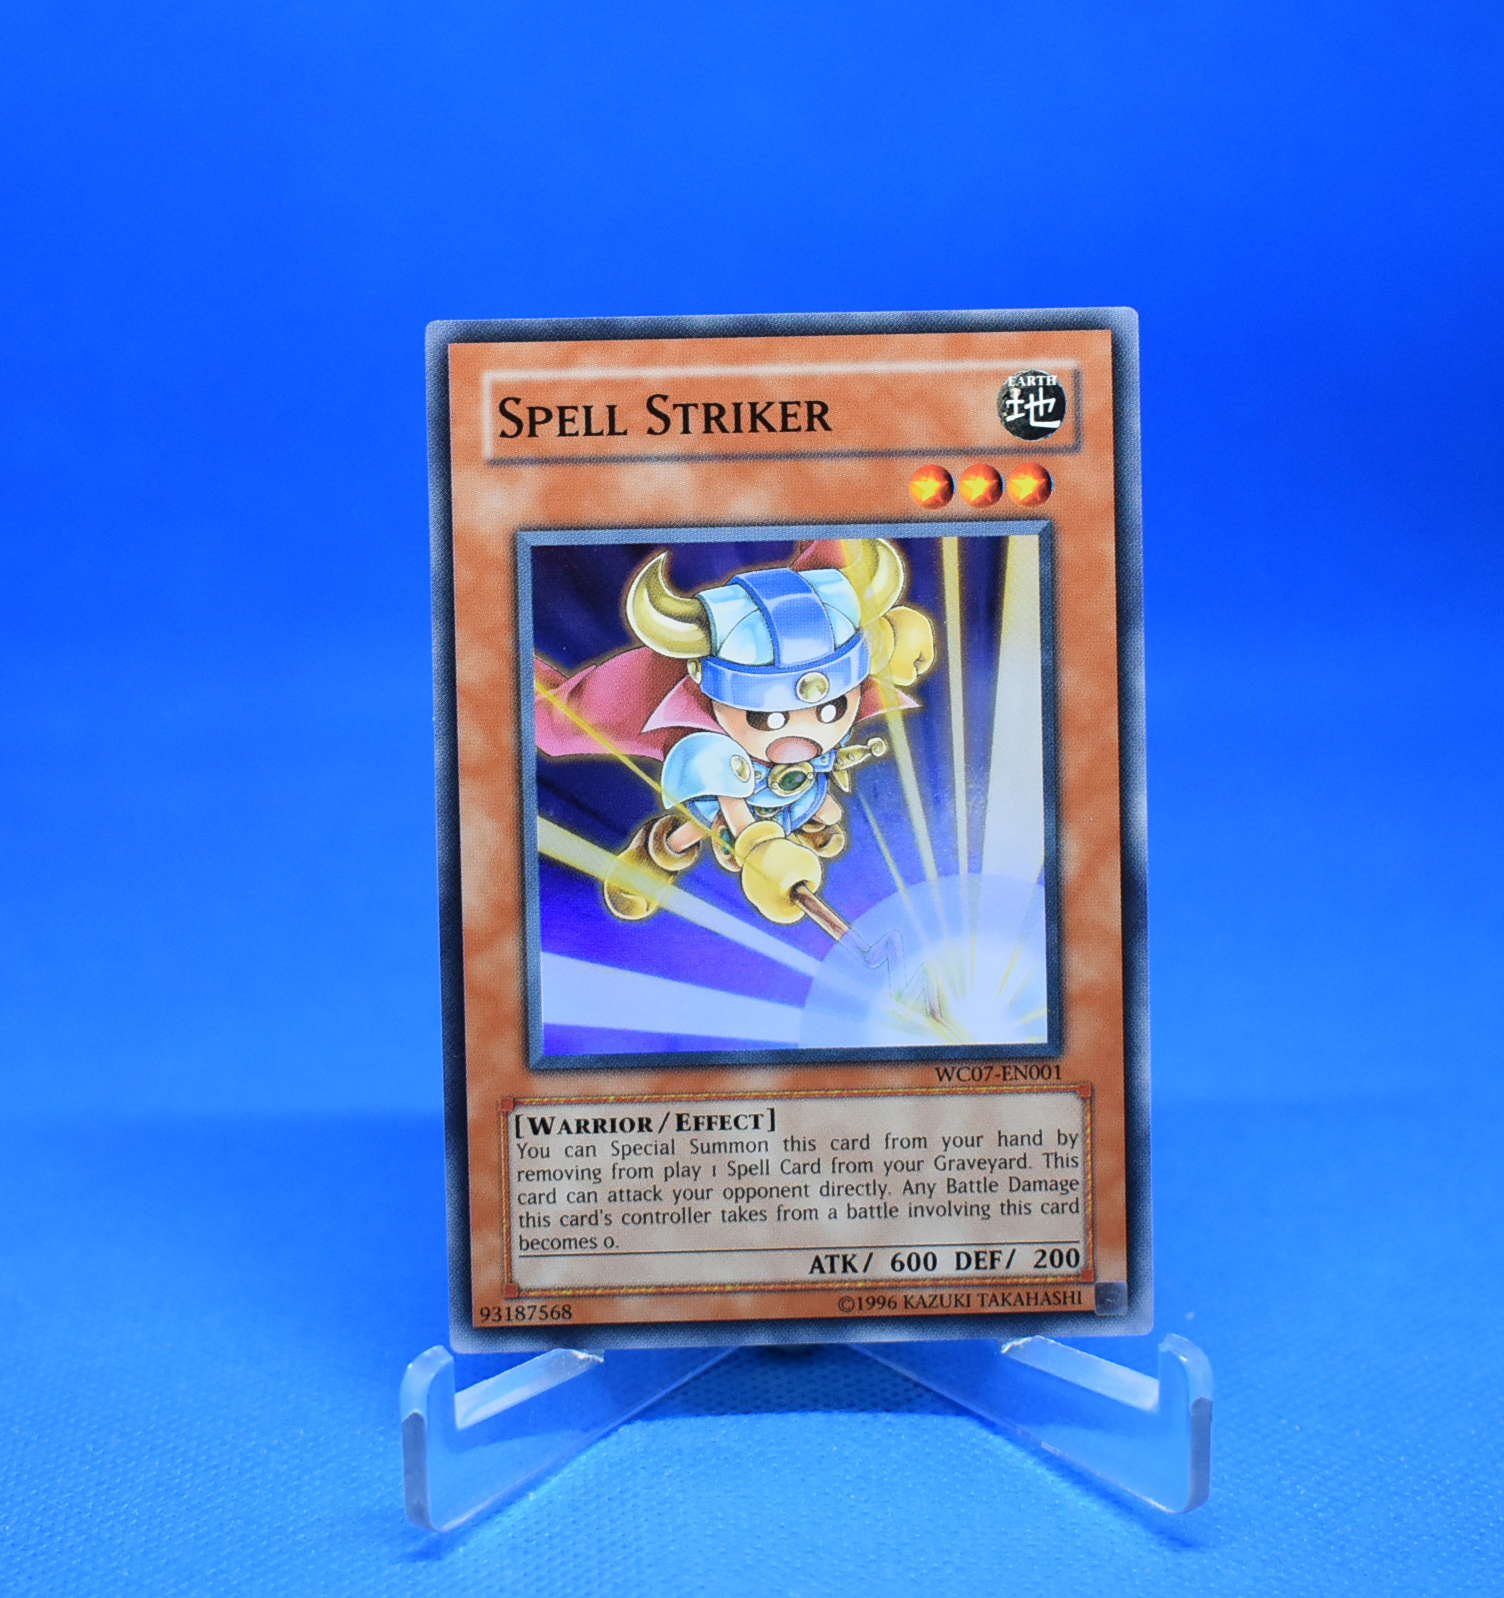 SPELL STRIKER
EARTH
地
WC07-EN001
[WARRIOR/EFFECT]
You can Special Summon this card from your hand by
removing from play 1 Spell Card from your Graveyard. This
card can attack your opponent directly. Any Battle Damage
this card's controller takes from a battle involving this card
becomes 0.
ATK/ 600 DEF/ 200
93187568
©1996 KAZUKI TAKAHASHI